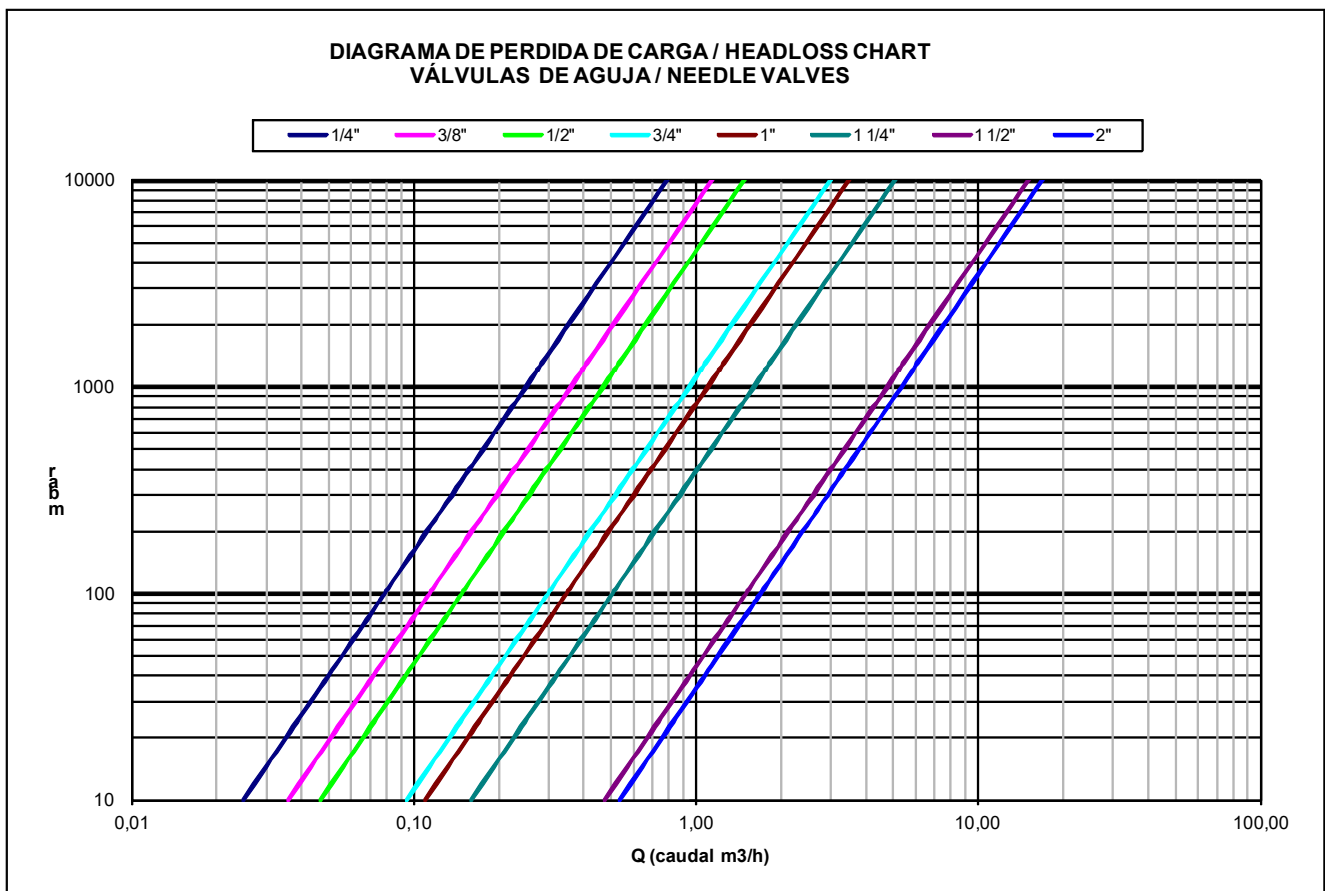 DIAGRAMA DE PERDIDA DE CARGA / HEADLOSS CHART
VÁLVULAS DE AGUJA / NEEDLE VALVES
1/4" 3/8" 1/2" 3/4" 1" 1 1/4" 1 1/2" 2"
10000
1000
mbar
100
10
0,01 0,10 1,00 10,00 100,00
Q (caudal m3/h)